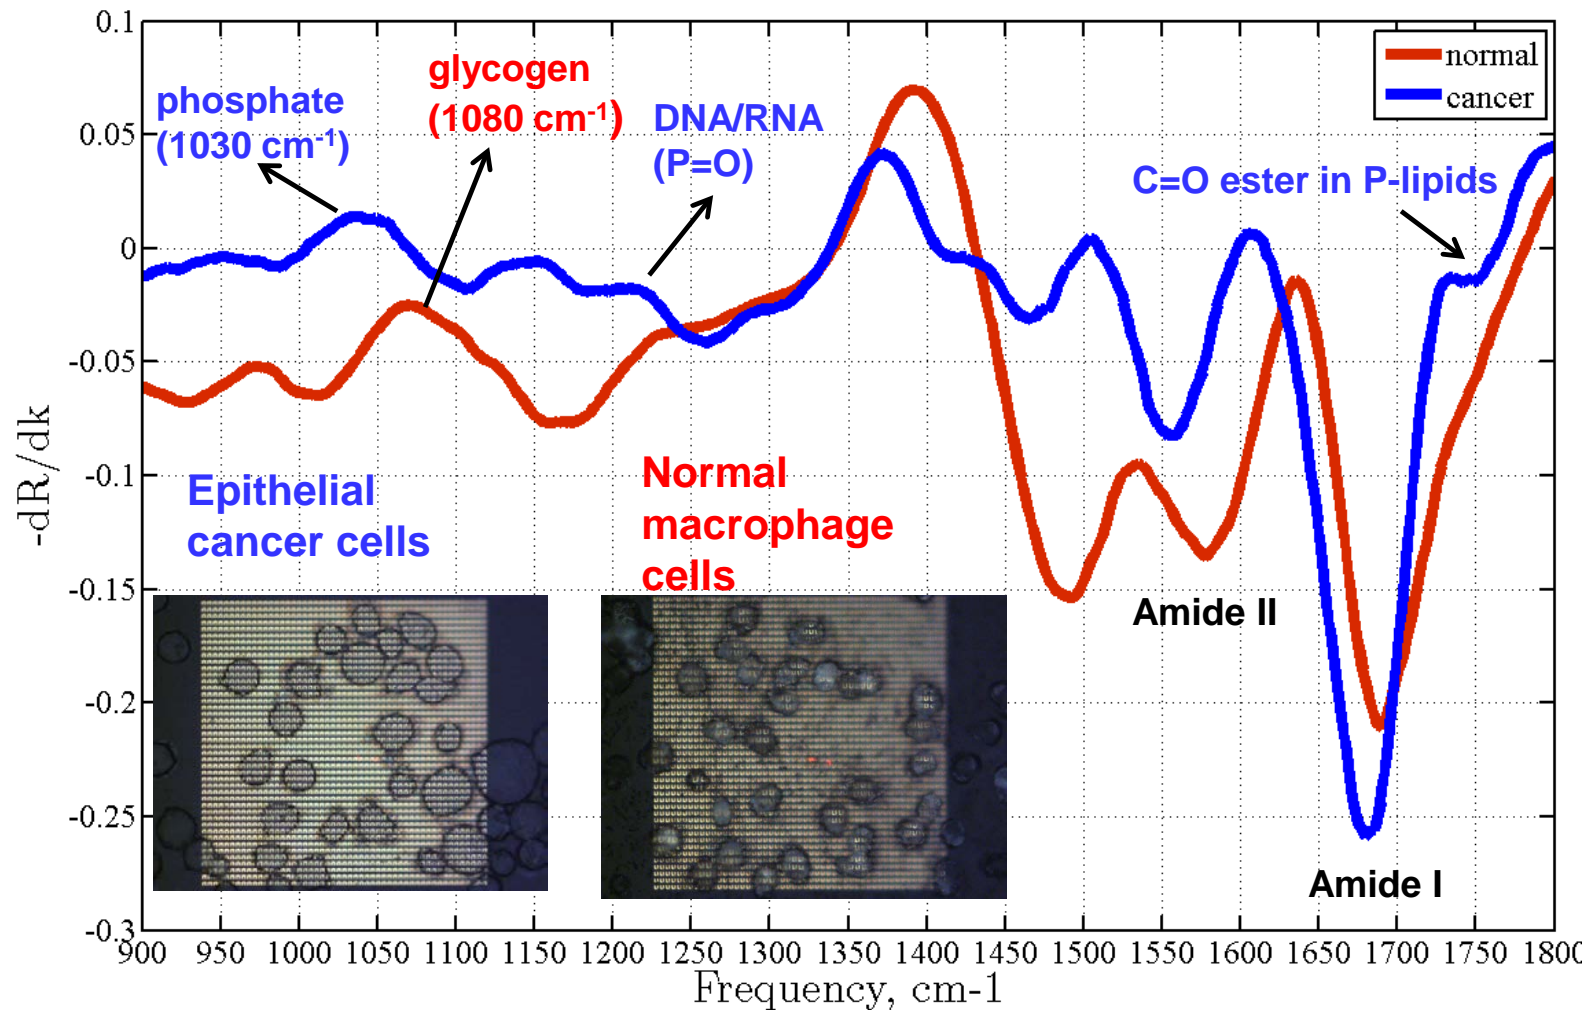 0.1
0.05
0
-0.05
-0.1
-0.15
-0.2
-0.25
-0.3
-dR/dk
phosphate
(1030 cm-1)
glycogen
(1080 cm-1)
DNA/RNA
(P=O)
normal
cancer
C=O ester in P-lipids
Epithelial
cancer cells
Normal
macrophage
cells
Amide II
Amide I
900 950 1000 1050 1100 1150 1200 1250 1300 1350 1400 1450 1500 1550 1600 1650 1700 1750 1800
Frequency, cm-1